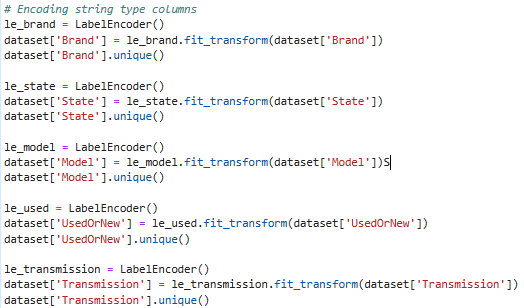 # Encoding string type columns
le_brand = LabelEncoder()
dataset['Brand'] = le_brand.fit_transform(dataset['Brand'])
dataset['Brand'].unique()
le_state = LabelEncoder()
dataset['State'] = le_state.fit_transform(dataset['State'])
dataset['State'].unique()
le_model = LabelEncoder()
dataset['Model'] = le_model.fit_transform(dataset['Model'])S
dataset['Model'].unique()
le_used = LabelEncoder()
dataset['UsedOrNew'] = le_used.fit_transform(dataset['UsedOrNew'])
dataset['UsedOrNew'].unique()
le_transmission = LabelEncoder()
dataset['Transmission'] = le_transmission.fit_transform(dataset['Transmission'])
dataset['Transmission'].unique()